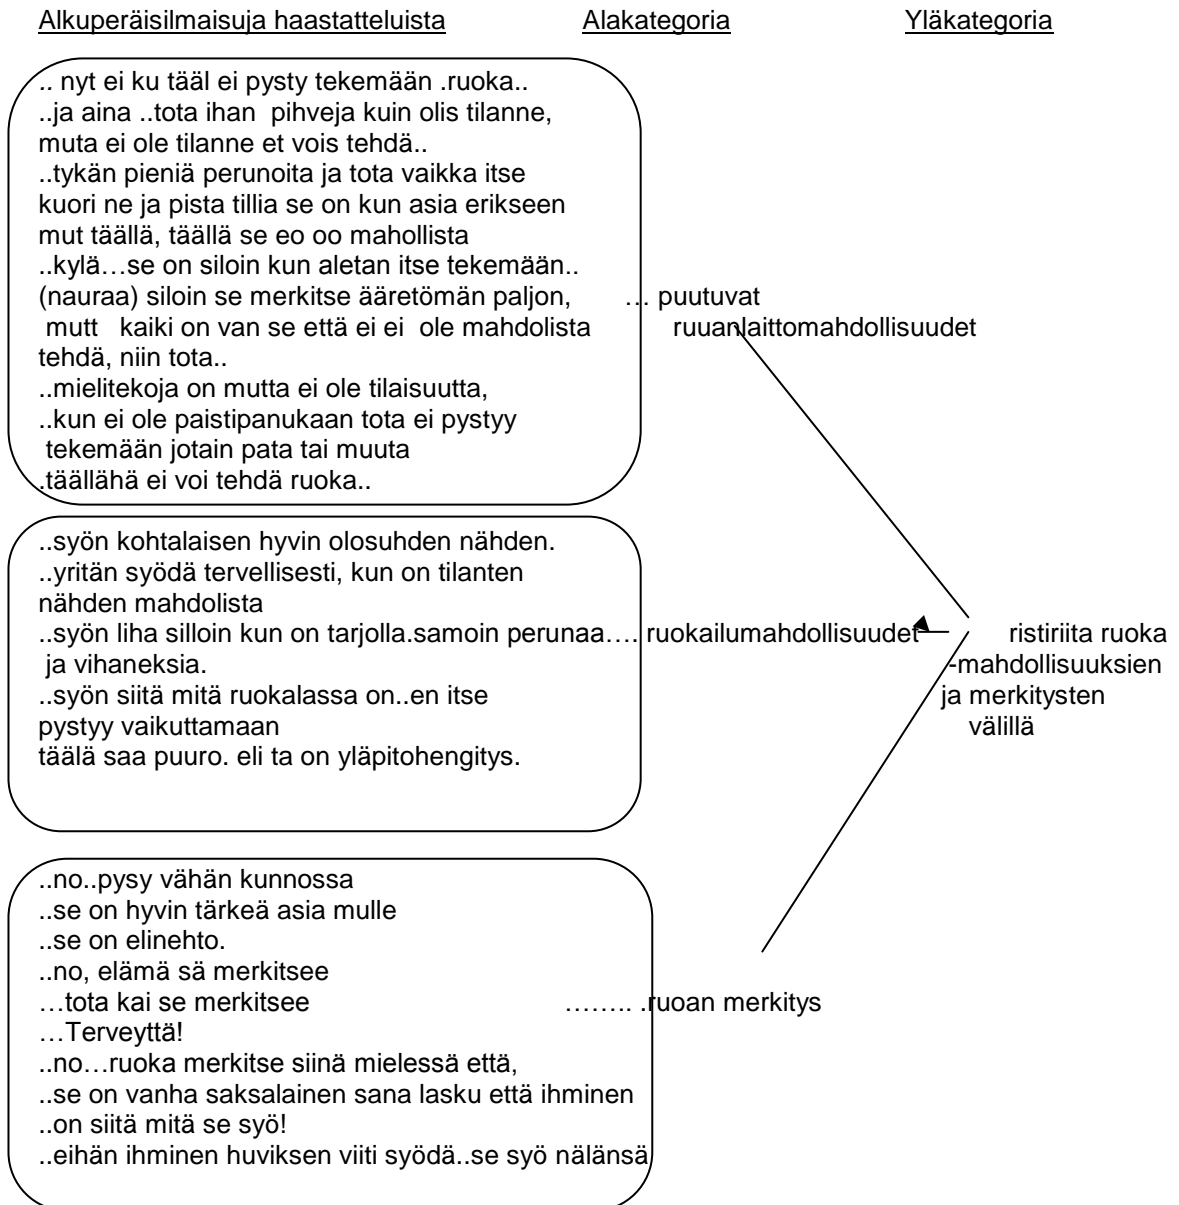 Alkuperäisilmaisuja haastatteluista Alakategoria Yläkategoria
.. nyt ei ku tääl ei pysty tekemään .ruoka..
..ja aina ..tota ihan pihveja kuin olis tilanne,
muta ei ole tilanne et vois tehdä..
..tykän pieniä perunoita ja tota vaikka itse
kuori ne ja pista tillia se on kun asia erikseen
mut täällä, täällä se eo oo mahollista
..kylä…se on siloin kun aletan itse tekemään..
(nauraa) siloin se merkitse ääretömän paljon, … puutuvat
mutt kaiki on van se että ei ei ole mahdolista ruuanlaittomahdollisuudet
tehdä, niin tota..
..mielitekoja on mutta ei ole tilaisuutta,
..kun ei ole paistipanukaan tota ei pystyy
tekemään jotain pata tai muuta
.täällähä ei voi tehdä ruoka..
..syön kohtalaisen hyvin olosuhden nähden.
..yritän syödä tervellisesti, kun on tilanten
nähden mahdolista
..syön liha silloin kun on tarjolla.samoin perunaa…. ruokailumahdollisuudet ristiriita ruoka
ja vihaneksia. -mahdollisuuksien
..syön siitä mitä ruokalassa on..en itse ja merkitysten
pystyy vaikuttamaan välillä
täälä saa puuro. eli ta on yläpitohengitys.
..no..pysy vähän kunnossa
..se on hyvin tärkeä asia mulle
..se on elinehto.
..no, elämä sä merkitsee
…tota kai se merkitsee …….. .ruoan merkitys
…Terveyttä!
..no…ruoka merkitse siinä mielessä että,
..se on vanha saksalainen sana lasku että ihminen
..on siitä mitä se syö!
..eihän ihminen huviksen viiti syödä..se syö nälänsä